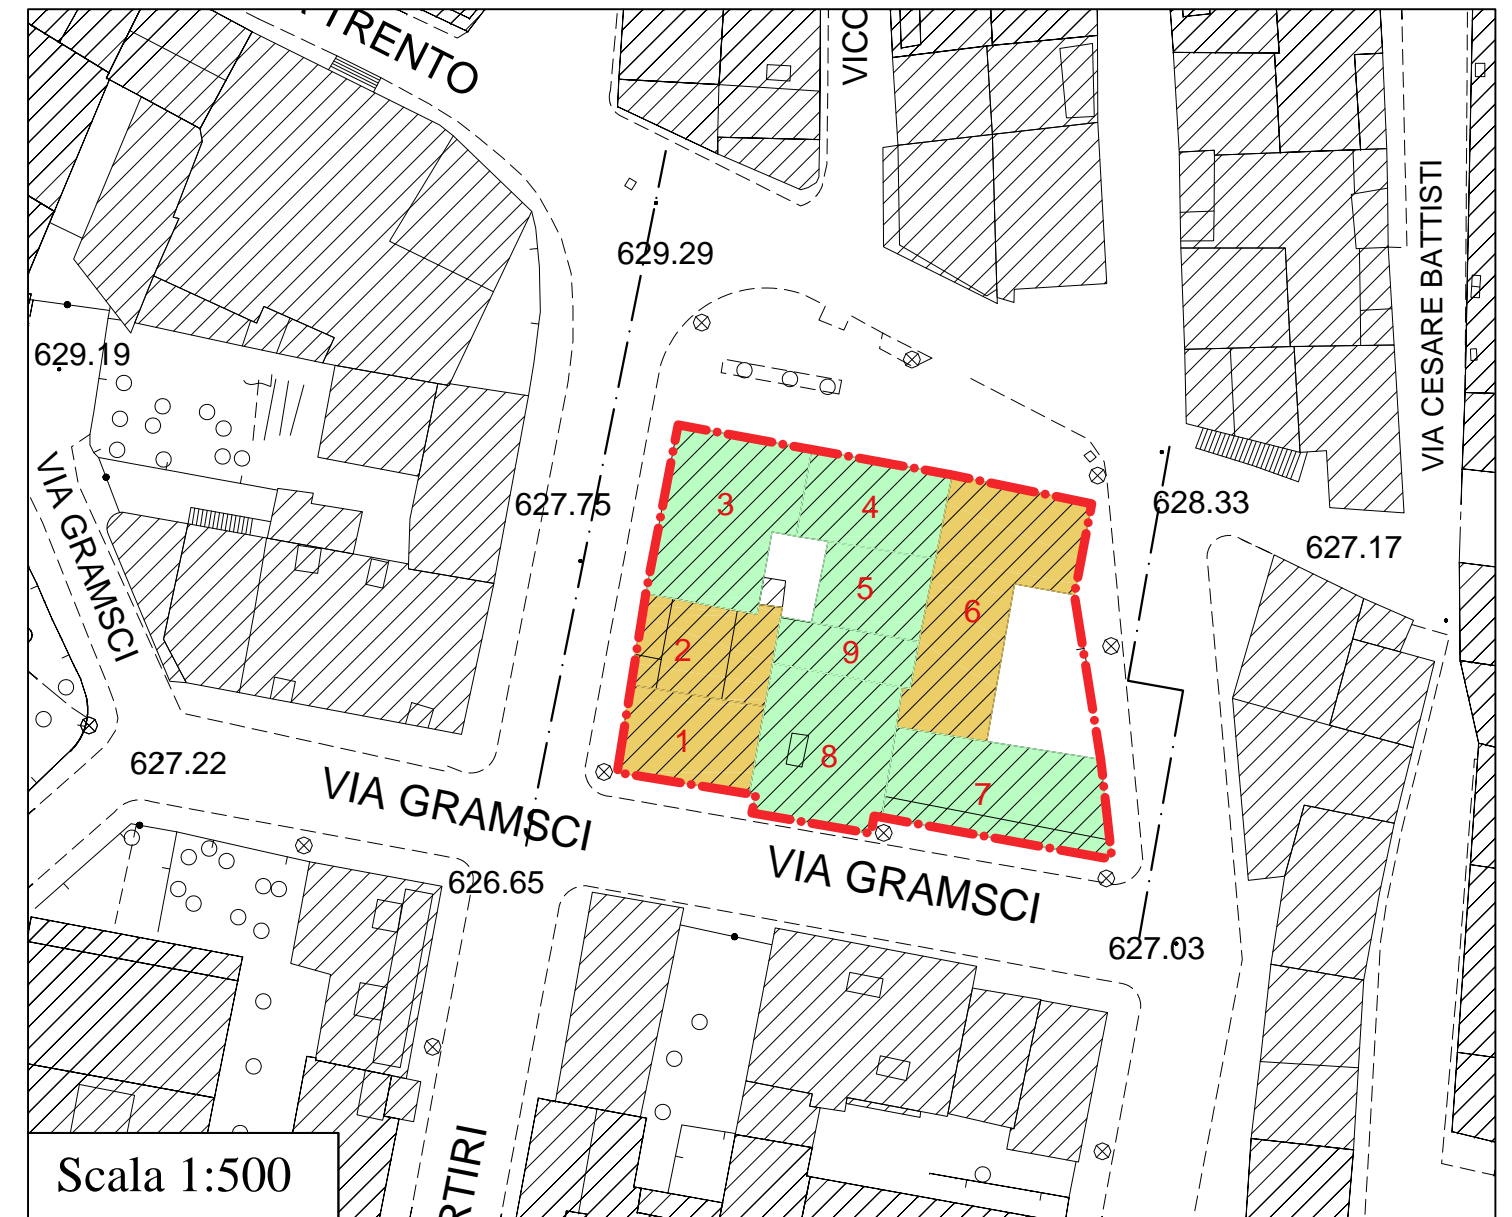 TRENTO
VICO
629.29
629.19
VIA CESARE BATTISTI
VIA GRAMSCI
627.75
3
4
628.33
627.17
5
6
2
9
1
8
7
627.22
VIA GRAMSCI
VIA GRAMSCI
626.65
627.03
RTIRI
Scala 1:500